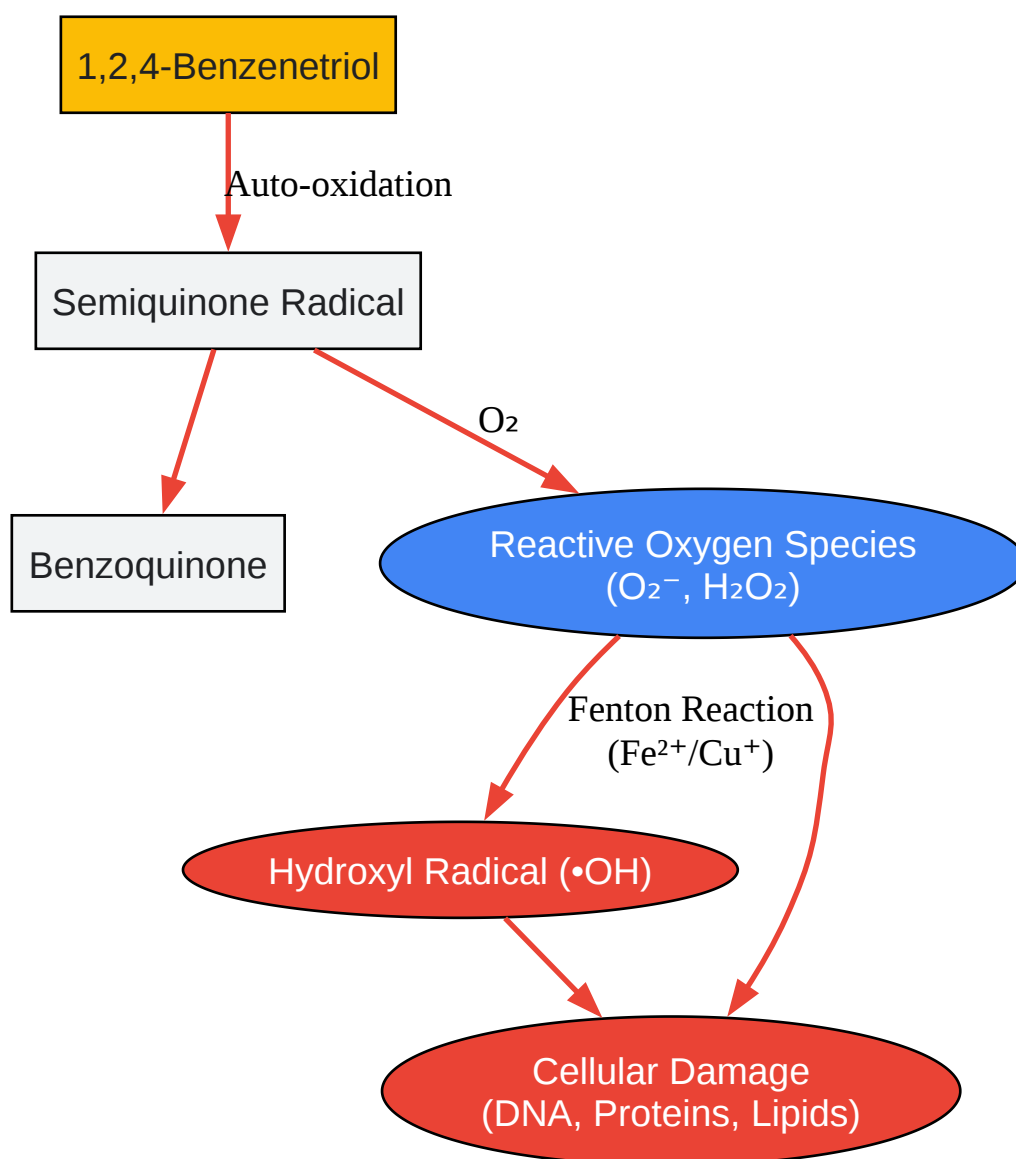 1,2,4-Benzenetriol
Auto-oxidation
Semiquinone Radical
O₂
Benzoquinone
Reactive Oxygen Species
(O₂⁻, H₂O₂)
Fenton Reaction
(Fe²⁺/Cu⁺)
Hydroxyl Radical (•OH)
Cellular Damage
(DNA, Proteins, Lipids)